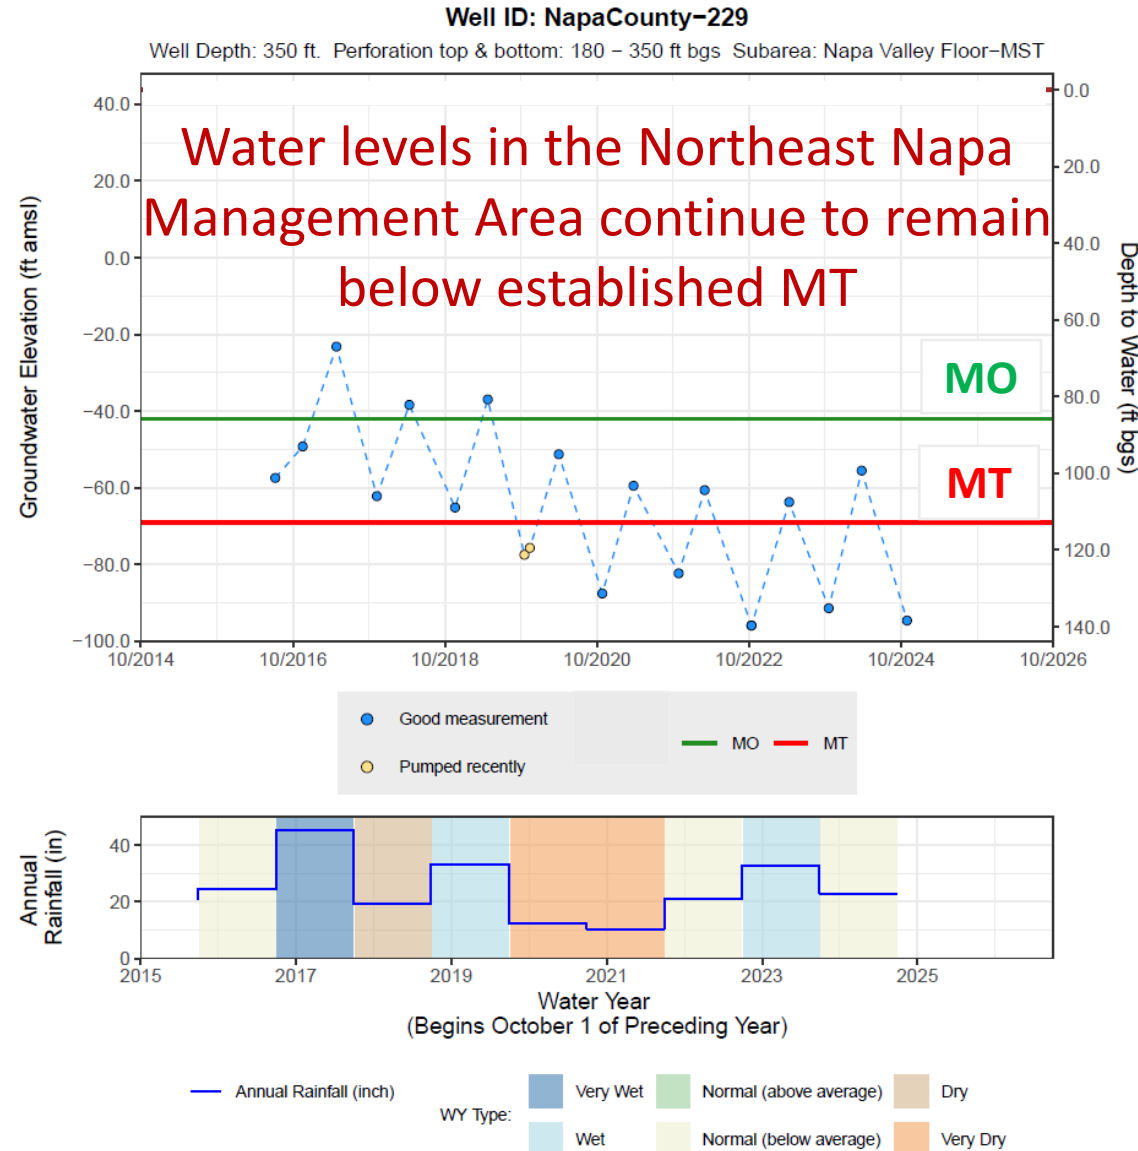 Well ID: NapaCounty−229
Well Depth: 350 ft.  Perforation top & bottom: 180 − 350 ft bgs  Subarea: Napa Valley Floor−MST
Water levels in the Northeast Napa
Management Area continue to remain
below established MT
Groundwater Elevation (ft amsl)
40.0
20.0
0.0
−20.0
−40.0
−60.0
−80.0
−100.0
Depth to Water (ft bgs)
0.0
20.0
40.0
60.0
80.0
100.0
120.0
140.0
MO
MT
10/2014 10/2016 10/2018 10/2020 10/2022 10/2024 10/2026
Good measurement
Pumped recently
MO MT
Annual
Rainfall (in)
40
20
0
2015 2017 2019 2021 2023 2025
Water Year
(Begins October 1 of Preceding Year)
Annual Rainfall (inch)
WY Type:
Very Wet Normal (above average) Dry
Wet Normal (below average) Very Dry